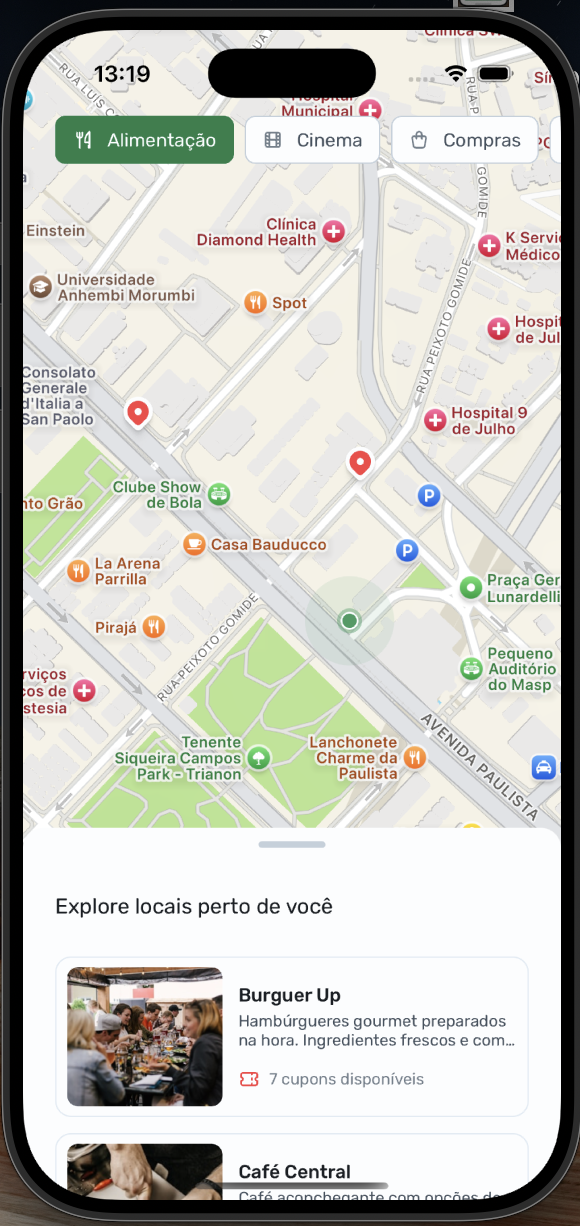 Clínica
13:19
RUA LUÍS
Hospital
Municipal
Alimentação
Cinema
Compras
Einstein
Clínica
Diamond Health
K Servi
Médico
Universidade
Anhembi Morumbi
Spot
RUA PEIXOTO GOMIDE
GOMIDE
Hospit
de Jul
Consolato
Generale
d'Italia a
San Paolo
Hospital 9
de Julho
Clube Show
de Bola
nto Grão
Casa Bauducco
La Arena
Parrilla
P
P
Praça Ger
Lunardelli
Pirajá
RUA-PEIXOTO GOMIDE
Pequeno
Auditório
do Masp
rviços
cos de
stesia
Tenente
Siqueira Campos
Park - Trianon
Lanchonete
Charme da
Paulista
AVENIDA PAULISTA
Explore locais perto de você
Burguer Up
Hambúrgueres gourmet preparados
na hora. Ingredientes frescos e com...
7 cupons disponíveis
Café Central
Café aconchegante com opções de